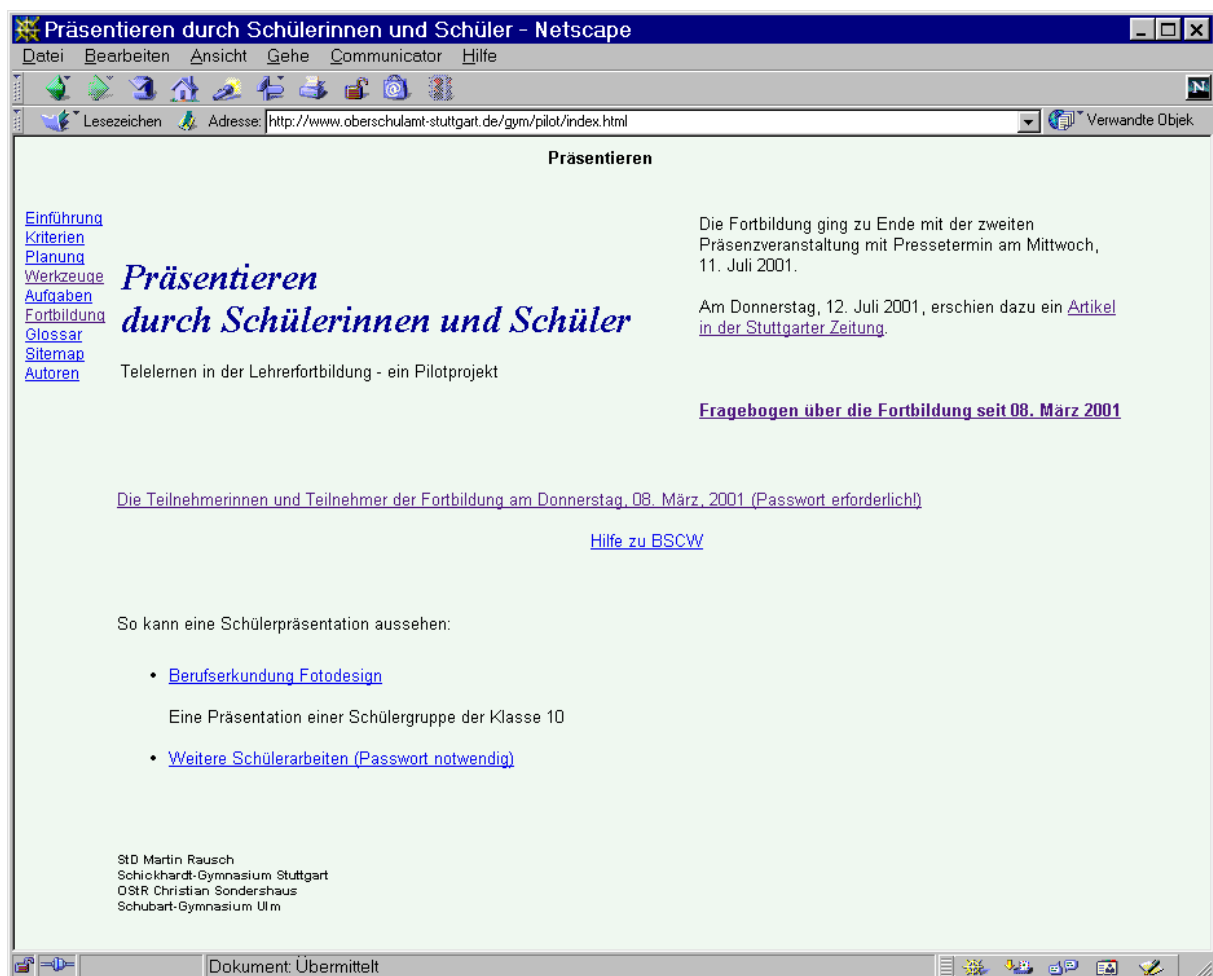 Präsentieren durch Schülerinnen und Schüler - Netscape
Datei Bearbeiten Ansicht Gehe Communicator Hilfe
N
Lesezeichen Adresse: http://www.oberschulamt-stuttgart.de/gym/pilot/index.html Verwandte Objek
Präsentieren
Einführung
Kriterien
Planung
Werkzeuge
Aufgaben
Fortbildung
Glossar
Sitemap
Autoren
Präsentieren
durch Schülerinnen und Schüler
Telelernen in der Lehrerfortbildung - ein Pilotprojekt
Die Fortbildung ging zu Ende mit der zweiten
Präsenzveranstaltung mit Pressetermin am Mittwoch,
11. Juli 2001.
Am Donnerstag, 12. Juli 2001, erschien dazu ein Artikel
in der Stuttgarter Zeitung.
Fragebogen über die Fortbildung seit 08. März 2001
Die Teilnehmerinnen und Teilnehmer der Fortbildung am Donnerstag, 08. März, 2001 (Passwort erforderlich!)
Hilfe zu BSCW
So kann eine Schülerpräsentation aussehen:
• Berufserkundung Fotodesign
Eine Präsentation einer Schülergruppe der Klasse 10
• Weitere Schülerarbeiten (Passwort notwendig)
StD Martin Rausch
Schickhardt-Gymnasium Stuttgart
OStR Christian Sondershaus
Schubart-Gymnasium Ulm
Dokument: Übermittelt